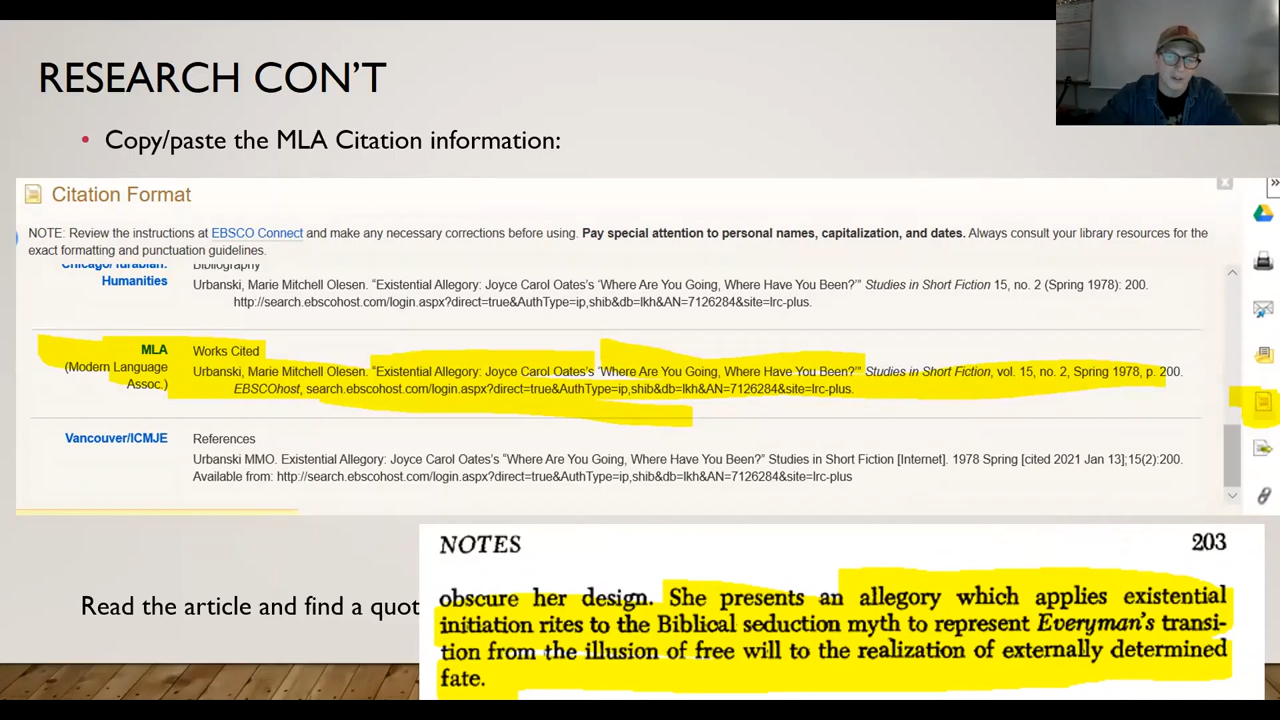 RESEARCH CON'T
• Copy/paste the MLA Citation information:
Citation Format
NOTE: Review the instructions at EBSCO Connect and make any necessary corrections before using. Pay special attention to personal names, capitalization, and dates. Always consult your library resources for the
exact formatting and punctuation guidelines.
Chicago/Turabian: Bibliography
Humanities Urbanski, Marie Mitchell Olesen. “Existential Allegory: Joyce Carol Oates’s ‘Where Are You Going, Where Have You Been?’” Studies in Short Fiction 15, no. 2 (Spring 1978): 200.
http://search.ebscohost.com/login.aspx?direct=true&AuthType=ip,shib&db=lkh&AN=7126284&site=lrc-plus.
MLA Works Cited
(Modern Language Urbanski, Marie Mitchell Olesen. “Existential Allegory: Joyce Carol Oates’s ‘Where Are You Going, Where Have You Been?’” Studies in Short Fiction, vol. 15, no. 2, Spring 1978, p. 200.
Assoc.) EBSCOhost, search.ebscohost.com/login.aspx?direct=true&AuthType=ip,shib&db=lkh&AN=7126284&site=lrc-plus.
Vancouver/ICMJE References
Urbanski MMO. Existential Allegory: Joyce Carol Oates’s “Where Are You Going, Where Have You Been?” Studies in Short Fiction [Internet]. 1978 Spring [cited 2021 Jan 13];15(2):200.
Available from: http://search.ebscohost.com/login.aspx?direct=true&AuthType=ip,shib&db=lkh&AN=7126284&site=lrc-plus
Read the article and find a quot
NOTES 203
obscure her design. She presents an allegory which applies existential
initiation rites to the Biblical seduction myth to represent Everyman's transi-
tion from the illusion of free will to the realization of externally determined
fate.